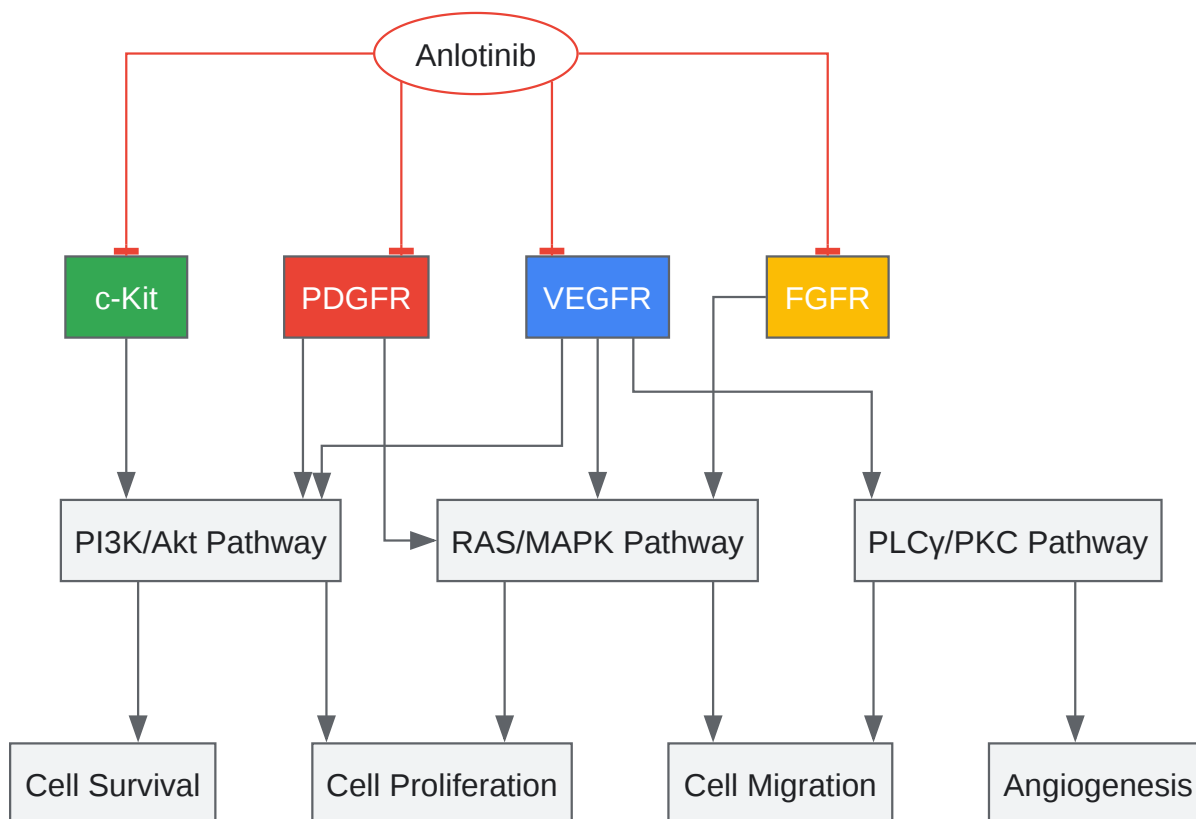 Anlotinib
c-Kit
PDGFR
VEGFR
FGFR
PI3K/Akt Pathway
RAS/MAPK Pathway
PLCγ/PKC Pathway
Cell Survival
Cell Proliferation
Cell Migration
Angiogenesis